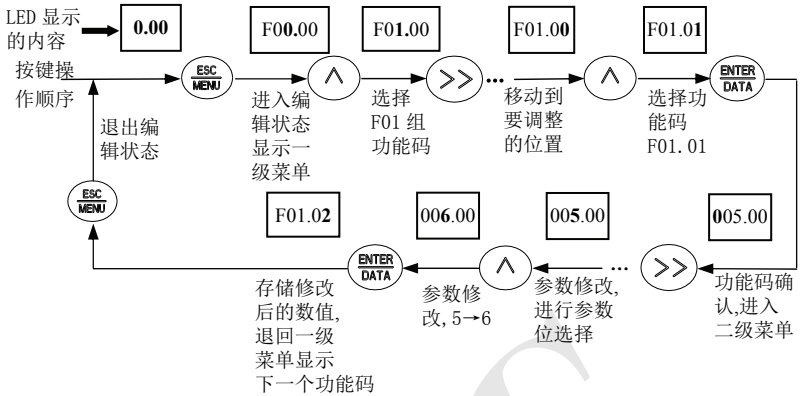 LED 显示
的内容
0.00
F00.00
F01.00
F01.00
F01.01
按键操
作顺序
ESC
MENU
∧
>>
...
∧
ENTER
DATA
进入编
辑状态
显示一
级菜单
选择
F01 组
功能码
移动到
要调整
的位置
选择功
能码
F01.01
退出编
辑状态
ESC
MENU
F01.02
006.00
005.00
005.00
ENTER
DATA
∧
...
>>
存储修改
后的数值,
退回一级
菜单显示
下一个功能码
参数修
改,5→6
参数修改,
进行参数
位选择
功能码确
认,进入
二级菜单